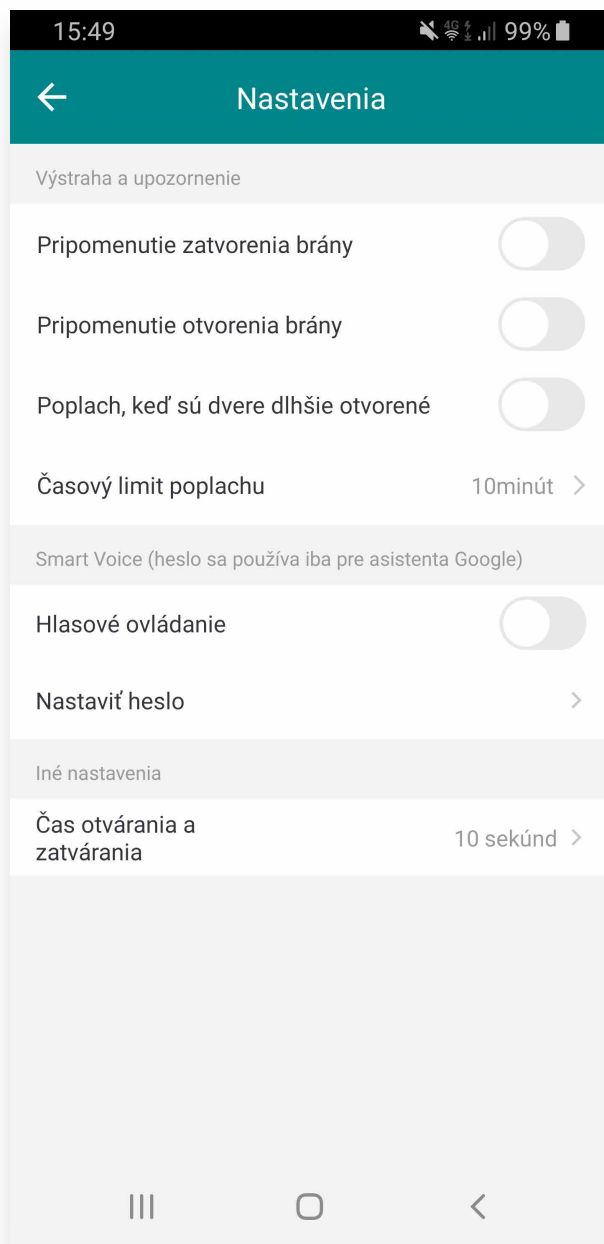 15:49
4G
99%
Nastavenia
Výstraha a upozornenie
Pripomenutie zatvorenia brány
Pripomenutie otvorenia brány
Poplach, keď sú dvere dlhšie otvorené
Časový limit poplachu 10minút
Smart Voice (heslo sa používa iba pre asistenta Google)
Hlasové ovládanie
Nastaviť heslo
Iné nastavenia
Čas otvárania a
zatvárania
10 sekúnd